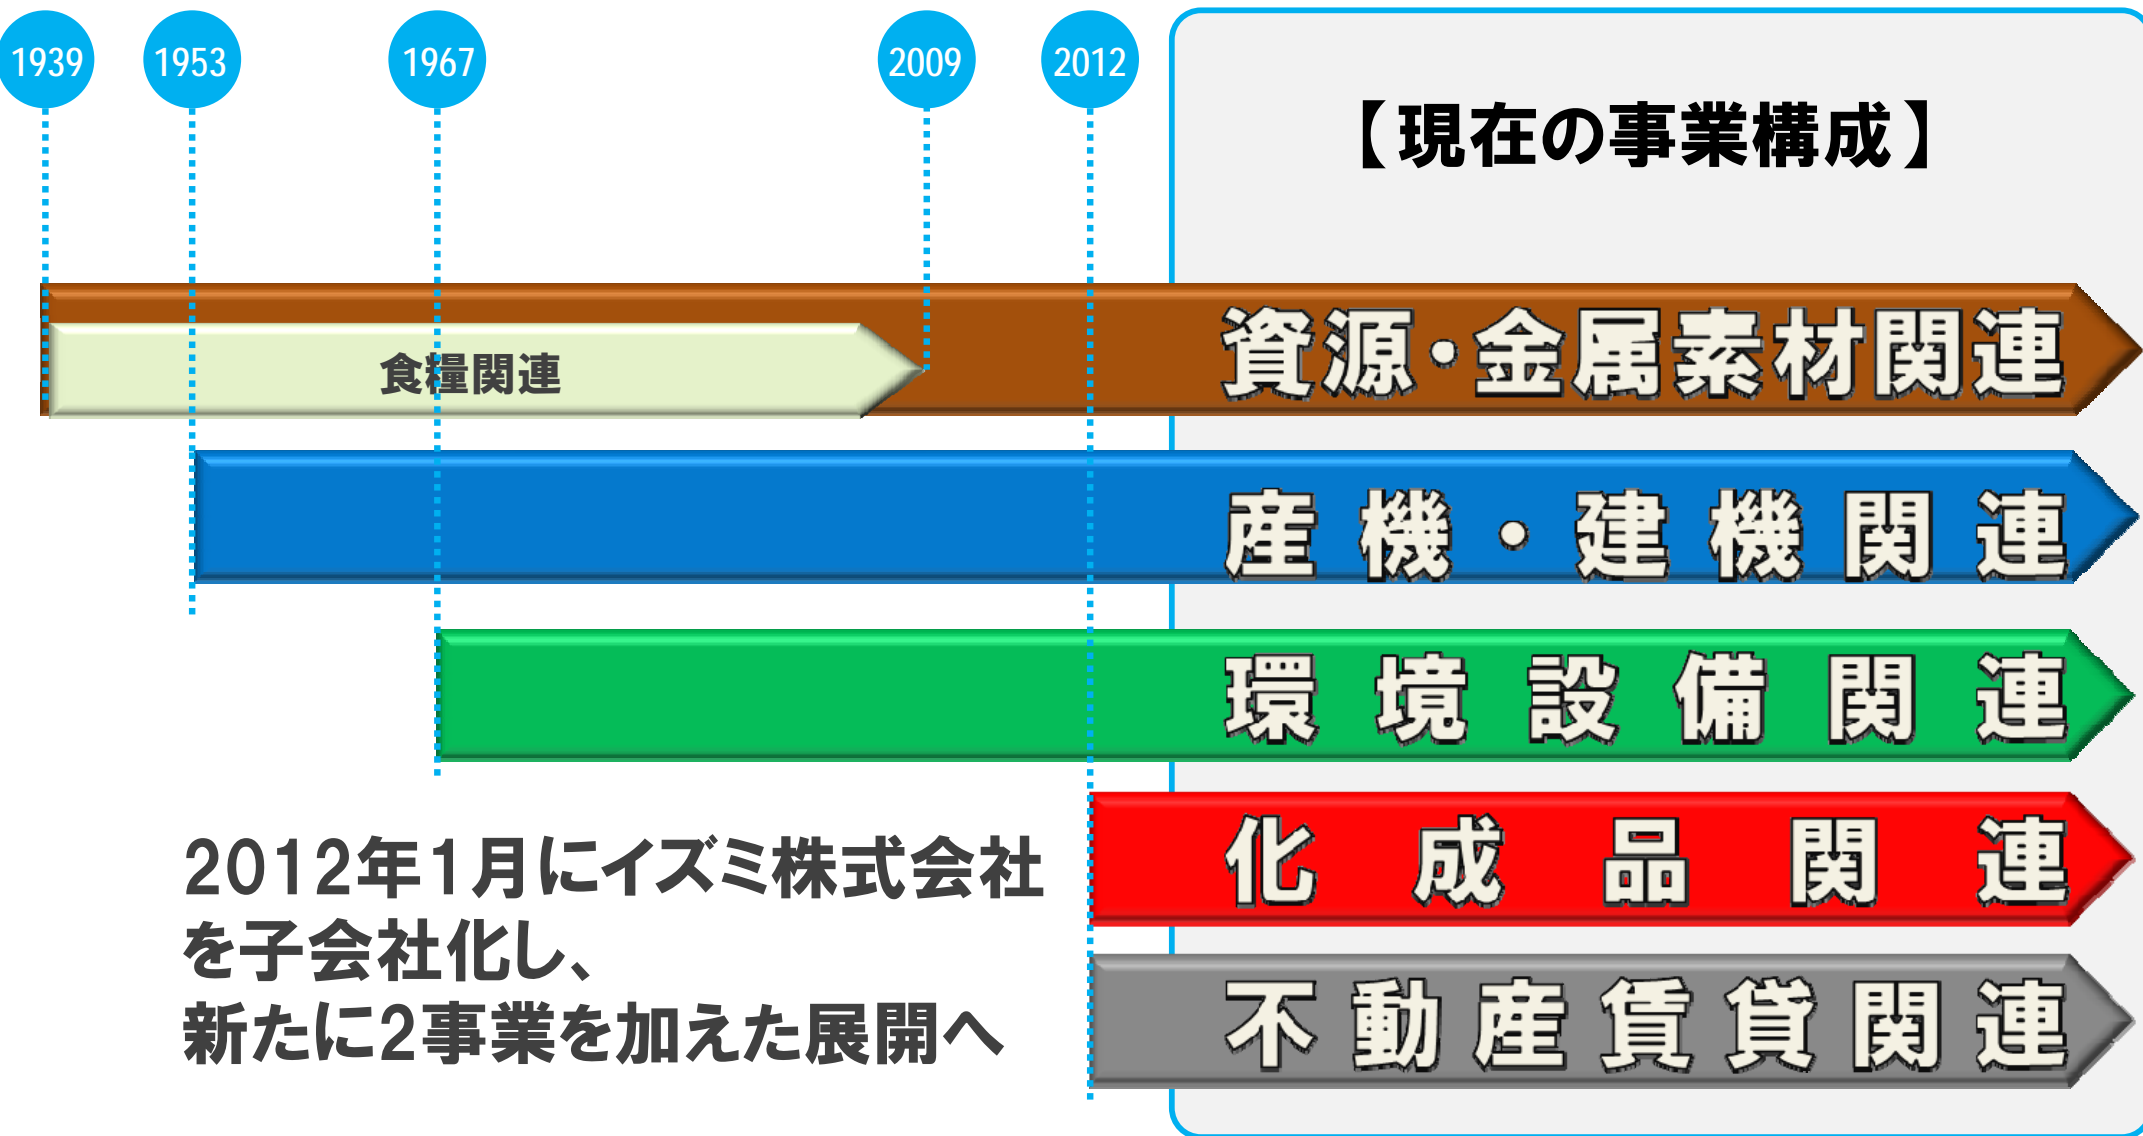 1939
1953
1967
2009
2012
【現在の事業構成】
資源・金属素材関連
食糧関連
産機・建機関連
環境設備関連
化成品関連
不動産賃貸関連
2012年1月にイズミ株式会社
を子会社化し、
新たに2事業を加えた展開へ